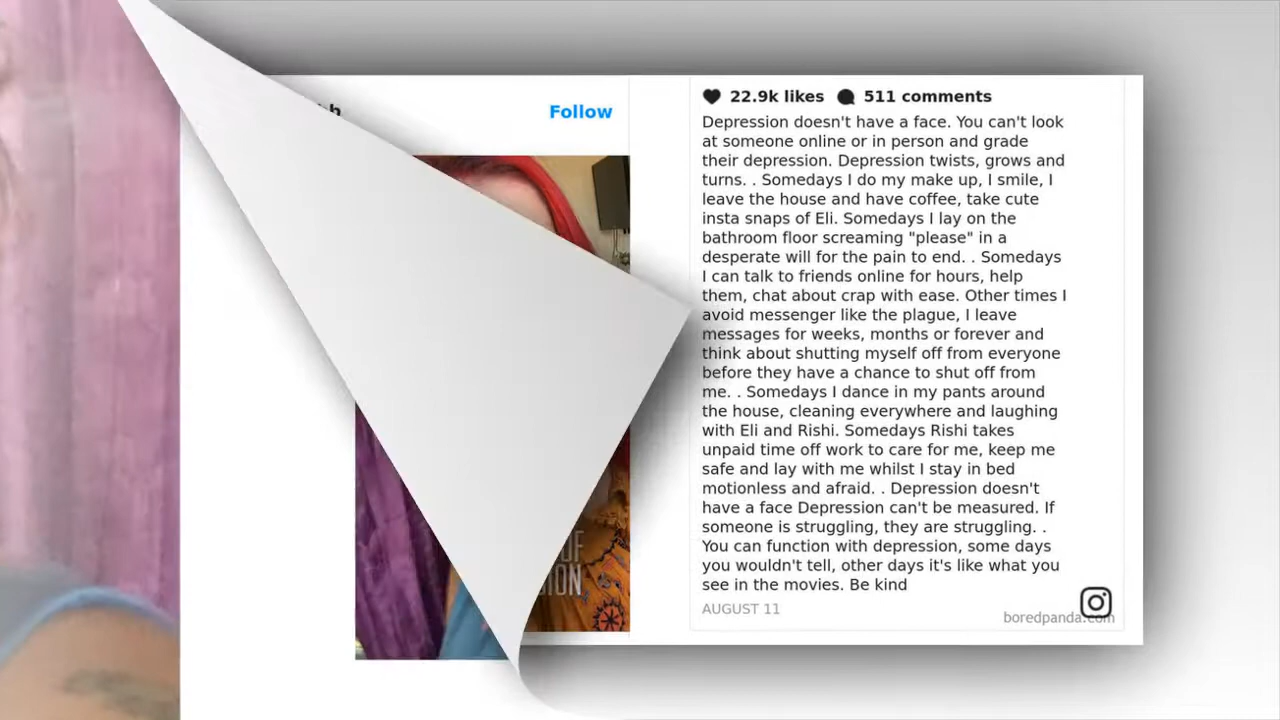 Follow
22.9k likes 511 comments
Depression doesn't have a face. You can't look
at someone online or in person and grade
their depression. Depression twists, grows and
turns. . Somedays I do my make up, I smile, I
leave the house and have coffee, take cute
insta snaps of Eli. Somedays I lay on the
bathroom floor screaming "please" in a
desperate will for the pain to end. . Somedays
I can talk to friends online for hours, help
them, chat about crap with ease. Other times I
avoid messenger like the plague, I leave
messages for weeks, months or forever and
think about shutting myself off from everyone
before they have a chance to shut off from
me. . Somedays I dance in my pants around
the house, cleaning everywhere and laughing
with Eli and Rishi. Somedays Rishi takes
unpaid time off work to care for me, keep me
safe and lay with me whilst I stay in bed
motionless and afraid. . Depression doesn't
have a face Depression can't be measured. If
someone is struggling, they are struggling. .
You can function with depression, some days
you wouldn't tell, other days it's like what you
see in the movies. Be kind
AUGUST 11
boredpanda.com